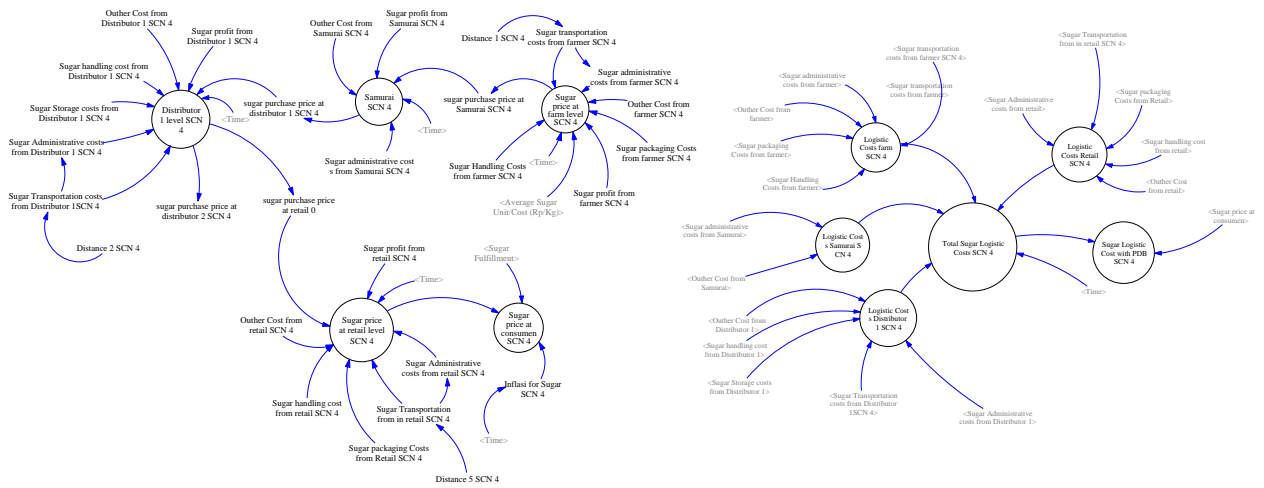 Outher Cost from
Distributor 1 SCN 4
Sugar profit from
Distributor 1 SCN 4
Sugar handling cost from
Distributor 1 SCN 4
Sugar Storage costs from
Distributor 1 SCN 4
Sugar Administrative costs
from Distributor 1 SCN 4
Sugar Transportation costs
from Distributor 1SCN 4
Distance 2 SCN 4
Distributor
1 level SCN
4
<Time>
sugar purchase price at
distributor 1 SCN 4
sugar purchase price at
distributor 2 SCN 4
sugar purchase price
at retail 0
Outher Cost from
Samurai SCN 4
Sugar profit from
Samurai SCN 4
Samurai
SCN 4
<Time>
Sugar administrative cost
s from Samurai SCN 4
sugar purchase price at
Samurai SCN 4
Distance 1 SCN 4
Sugar transportation
costs from farmer SCN 4
Sugar administrative
costs from farmer SCN 4
Sugar
price at
farm level
SCN 4
Outher Cost from
farmer SCN 4
Sugar packaging Costs
from farmer SCN 4
Sugar Handling Costs
from farmer SCN 4
<Time>
<Average Sugar
Unit/Cost (Rp/Kg)>
Sugar profit from
farmer SCN 4
Sugar profit from
retail SCN 4
<Time>
<Sugar
Fulfillment>
Outher Cost from
retail SCN 4
Sugar price
at retail level
SCN 4
Sugar
price at
consumen
SCN 4
Sugar Administrative
costs from retail SCN 4
Inflasi for Sugar
SCN 4
Sugar handling cost
from retail SCN 4
Sugar Transportation
from in retail SCN 4
<Time>
Sugar packaging Costs
from Retail SCN 4
Distance 5 SCN 4
<Sugar transportation
costs from farmer SCN 4>
<Sugar administrative
costs from farmer>
<Sugar transportation
costs from farmer>
<Outher Cost from
farmer>
<Sugar packaging
Costs from farmer>
<Sugar Handling
Costs from farmer>
Logistic
Costs farm
SCN 4
<Sugar Transportation
from in retail SCN 4>
<Sugar Administrative
costs from retail>
<Sugar packaging
Costs from Retail>
<Sugar handling cost
from retail>
<Outher Cost
from retail>
Logistic
Costs Retail
SCN 4
<Sugar administrative
costs from Samurai>
<Outher Cost from
Samurai>
Logistic Cost
s Samurai S
CN 4
Total Sugar Logistic
Costs SCN 4
Sugar Logistic
Cost with PDB
SCN 4
<Sugar price at
consumen>
<Time>
<Outher Cost from
Distributor 1>
<Sugar handling cost
from Distributor 1>
<Sugar Storage costs
from Distributor 1>
Logistic Cost
s Distributor
1 SCN 4
<Sugar Transportation
costs from Distributor
1SCN 4>
<Sugar Administrative
costs from Distributor 1>